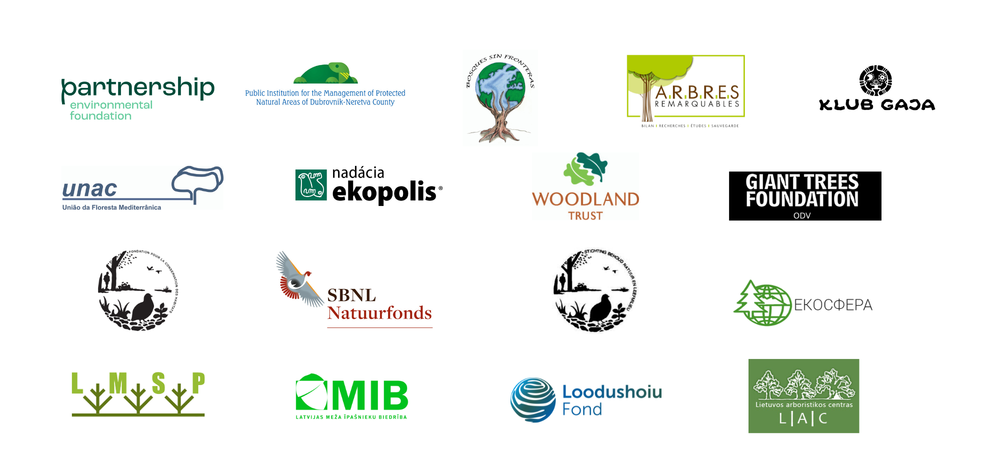 partnership
environmental
foundation
Public Institution for the Management of Protected
Natural Areas of Dubrovnik-Neretva County
BOSQUES SIN FRONTERAS
A.R.B.R.E.S
REMARQUABLES
BILAN I RECHERCHES I ÉTUDES I SAUVEGARDE
KLUB GAJA
unac
União da Floresta Mediterrânica
nadácia
ekopolis®
WOODLAND
TRUST
GIANT TREES
FOUNDATION
ODV
FONDATION POUR LA CONSERVATION DES HABITATS
SBNL
Natuurfonds
STICHTING BEHOUD NATUUR EN LEEFMILIEU
ЕКОСФЕРА
L M S P
MIB
LATVIJAS MEŽA ĪPAŠNIEKU BIEDRĪBA
Loodushoiu
Fond
Lietuvos arboristikos centras
L|A|C